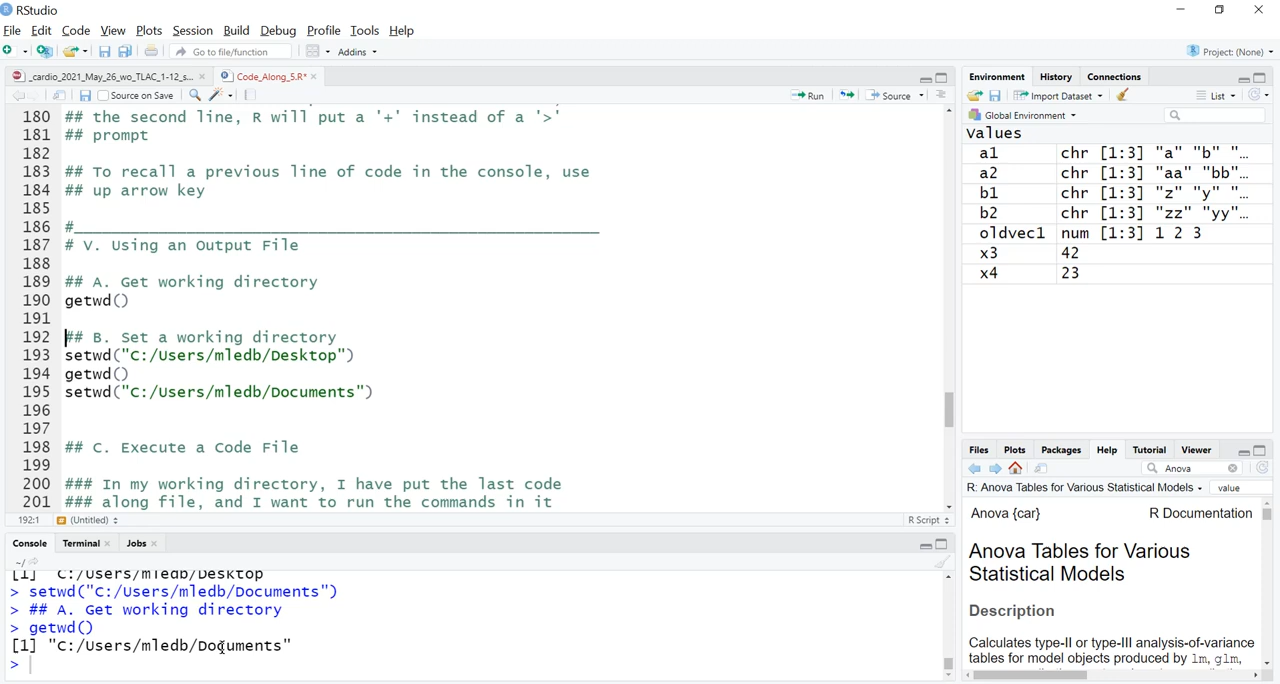 RStudio
File Edit Code View Plots Session Build Debug Profile Tools Help
Go to file/function Addins Project: (None)
_cardio_2021_May_26_wo_TLAC_1-12_s... Code_Along_5.R*
Source on Save Run Source
180 ## the second line, R will put a '+' instead of a '>'
181 ## prompt
182
183 ## To recall a previous line of code in the console, use
184 ## up arrow key
185
186 #________________________________________________________
187 # V. Using an Output File
188
189 ## A. Get working directory
190 getwd()
191
192 ## B. Set a working directory
193 setwd("C:/Users/mledb/Desktop")
194 getwd()
195 setwd("C:/Users/mledb/Documents")
196
197
198 ## C. Execute a Code File
199
200 ### In my working directory, I have put the last code
201 ### along file, and I want to run the commands in it
192:1 (Untitled) R Script
Console Terminal Jobs
~/
[1] "C:/Users/mledb/Desktop"
> setwd("C:/Users/mledb/Documents")
> ## A. Get working directory
> getwd()
[1] "C:/Users/mledb/Documents"
>
Environment History Connections
Import Dataset List
Global Environment
Values
a1 chr [1:3] "a" "b" "...
a2 chr [1:3] "aa" "bb"...
b1 chr [1:3] "z" "y" "...
b2 chr [1:3] "zz" "yy"...
oldvec1 num [1:3] 1 2 3
x3 42
x4 23
Files Plots Packages Help Tutorial Viewer
Anova
R: Anova Tables for Various Statistical Models value
Anova {car} R Documentation
Anova Tables for Various
Statistical Models
Description
Calculates type-II or type-III analysis-of-variance
tables for model objects produced by lm, glm,